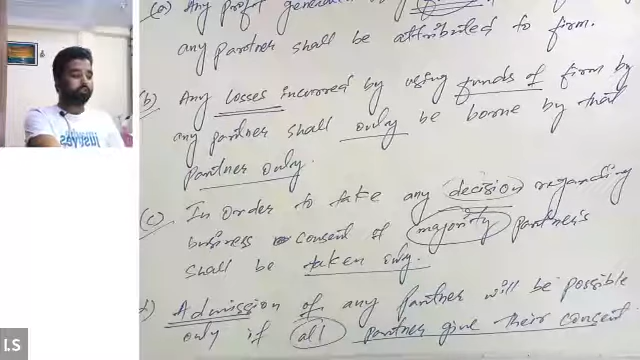 (a) Any profit gener
any partner shall be attributed to firm.
(b) Any losses incurred by using funds of firm by
any partner shall only be borne by that
partner only.
(c) In order to take any decision regarding
business consent of majority partner's
shall be taken only.
d) Admission of any partner will be possible
only if all partner give their consent
I.S